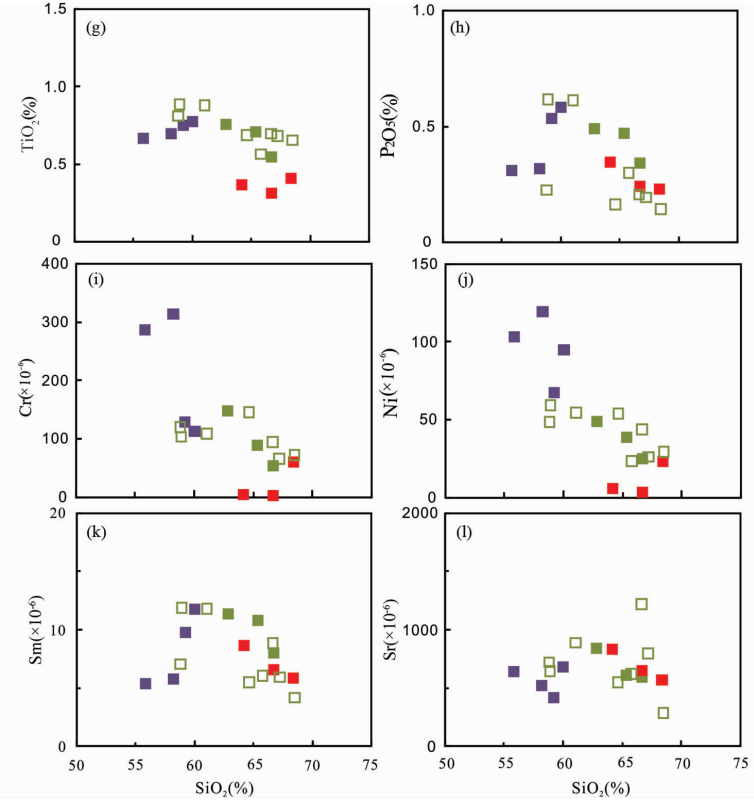 (g)
1.5
1.0
0.5
0
TiO₂(%)
(h)
1.0
0.5
0
P₂O₅(%)
(i)
400
300
200
100
0
Cr(×10⁻⁶)
(j)
150
100
50
0
Ni(×10⁻⁶)
(k)
20
10
0
Sm(×10⁻⁶)
50 55 60 65 70 75
SiO₂(%)
(l)
2000
1000
0
Sr(×10⁻⁶)
50 55 60 65 70 75
SiO₂(%)